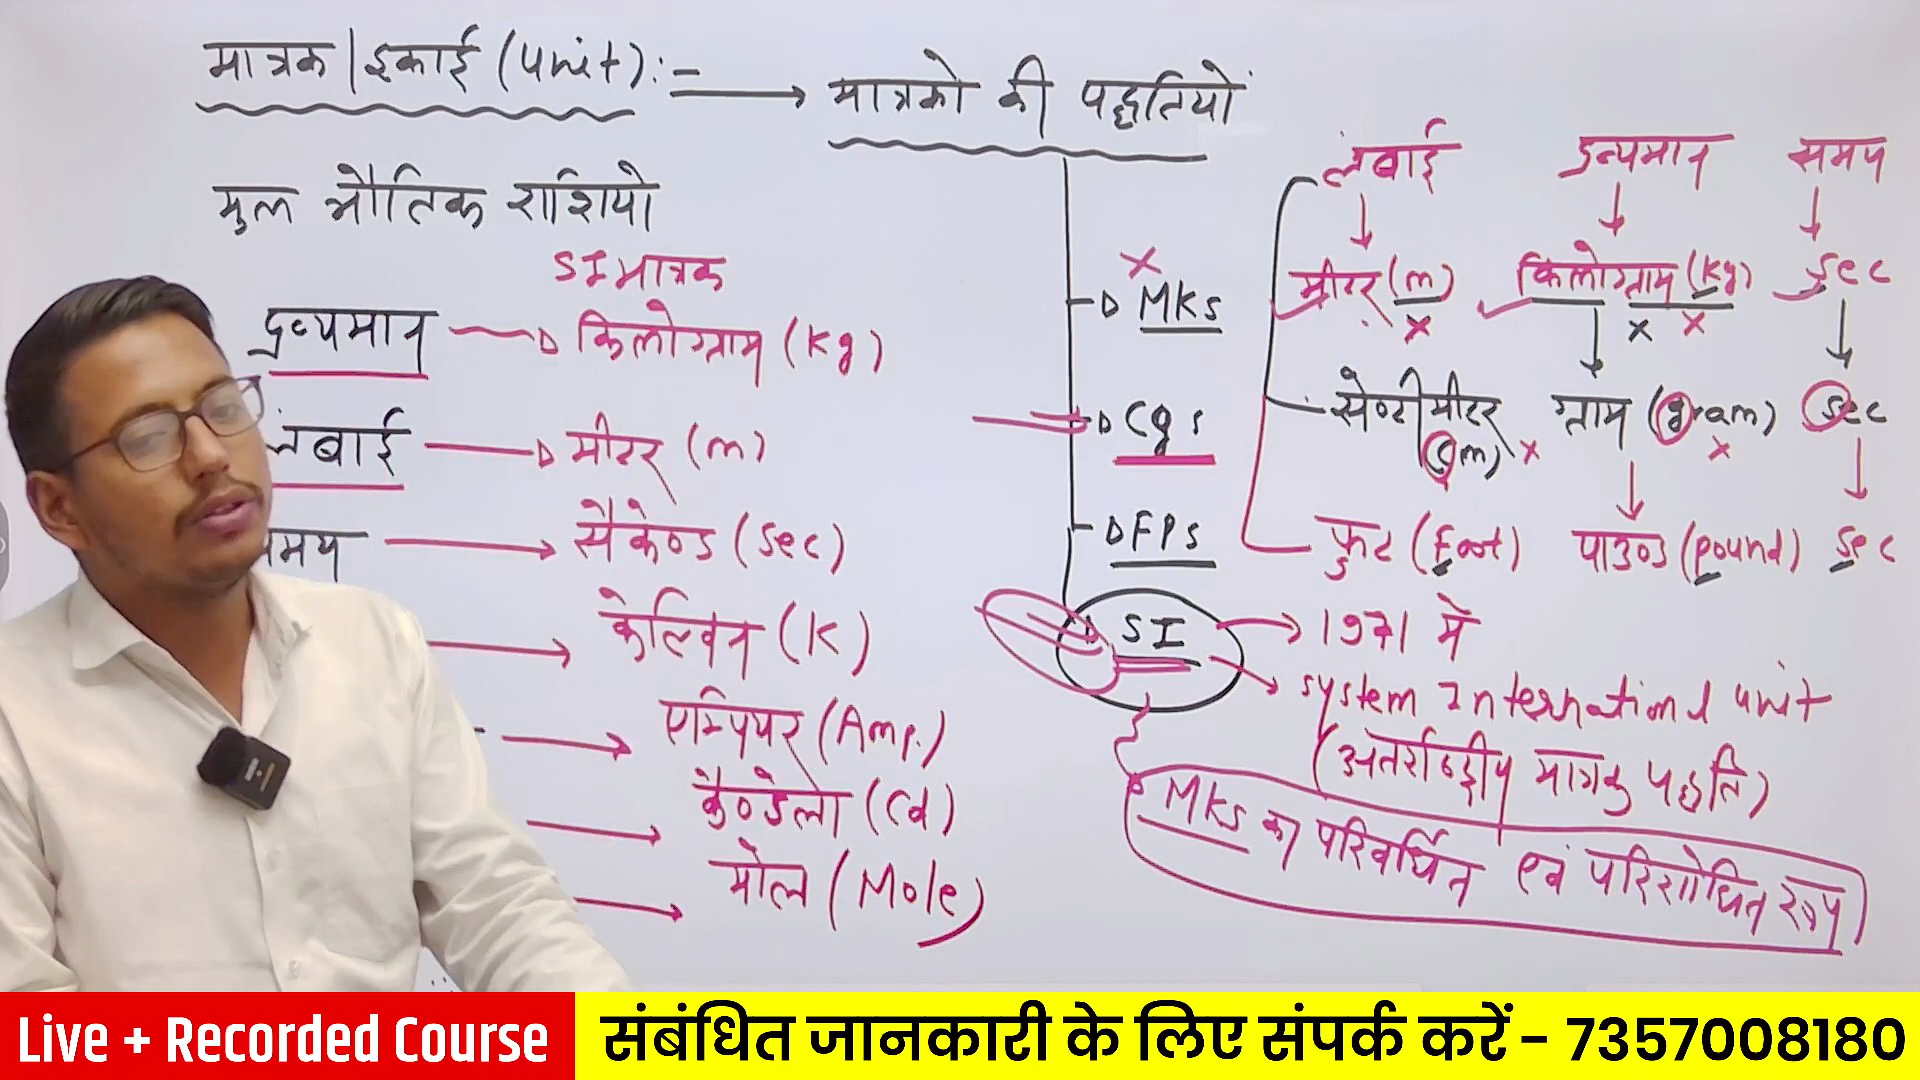 मात्रक | इकाई (unit):- → मात्रको की पद्धतियों
मुल भौतिक राशियो
SI मात्रक
द्रव्यमान → किलोग्राम (Kg)
लंबाई → मीटर (m)
समय → सैकेण्ड (Sec)
→ केल्विन (K)
→ एम्पियर (Amp.)
→ कैण्डेला (Cd)
→ मोल (Mole)
MKS
CGS
FPS
SI → 1971 में
→ System International unit
(अंतर्राष्ट्रीय मात्रक पद्धति)
MKS का परिवर्धित एवं परिशोधित रूप
लंबाई द्रव्यमान समय
मीटर (m) किलोग्राम (Kg) Sec
सेण्टीमीटर (Cm) ग्राम (gram) Sec
फुट (foot) पाउण्ड (pound) Sec
Live + Recorded Course
संबंधित जानकारी के लिए संपर्क करें - 7357008180